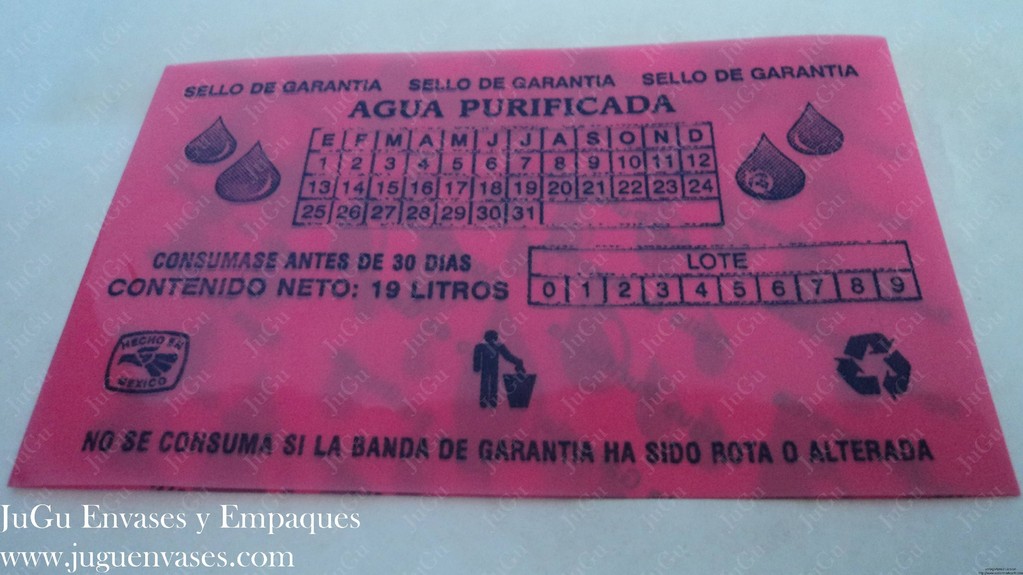 SELLO DE GARANTIA SELLO DE GARANTIA SELLO DE GARANTIA
AGUA PURIFICADA
E F M A M J J A S O N D
1 2 3 4 5 6 7 8 9 10 11 12
13 14 15 16 17 18 19 20 21 22 23 24
25 26 27 28 29 30 31
CONSUMASE ANTES DE 30 DIAS
CONTENIDO NETO: 19 LITROS
LOTE
0 1 2 3 4 5 6 7 8 9
HECHO EN
MEXICO
NO SE CONSUMA SI LA BANDA DE GARANTIA HA SIDO ROTA O ALTERADA
JuGu Envases y Empaques
www.juguenvases.com